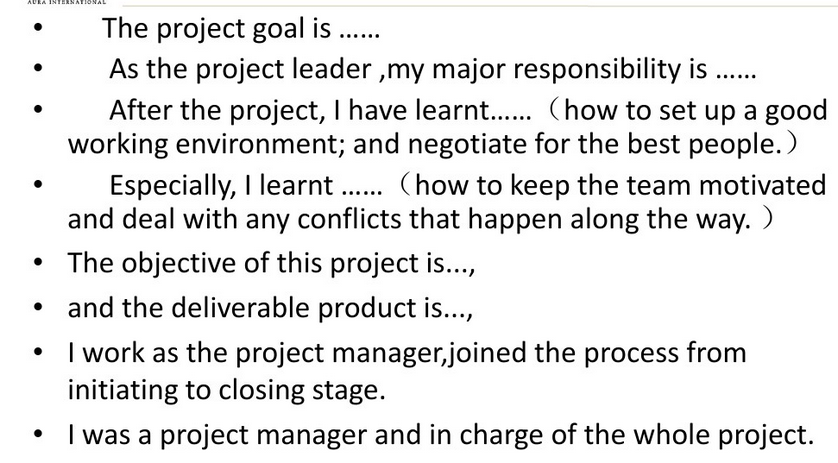 AURA INTERNATIONAL
• The project goal is ......
• As the project leader ,my major responsibility is ......
• After the project, I have learnt...... （how to set up a good
working environment; and negotiate for the best people.）
• Especially, I learnt ...... （how to keep the team motivated
and deal with any conflicts that happen along the way. ）
• The objective of this project is...,
• and the deliverable product is...,
• I work as the project manager,joined the process from
initiating to closing stage.
• I was a project manager and in charge of the whole project.